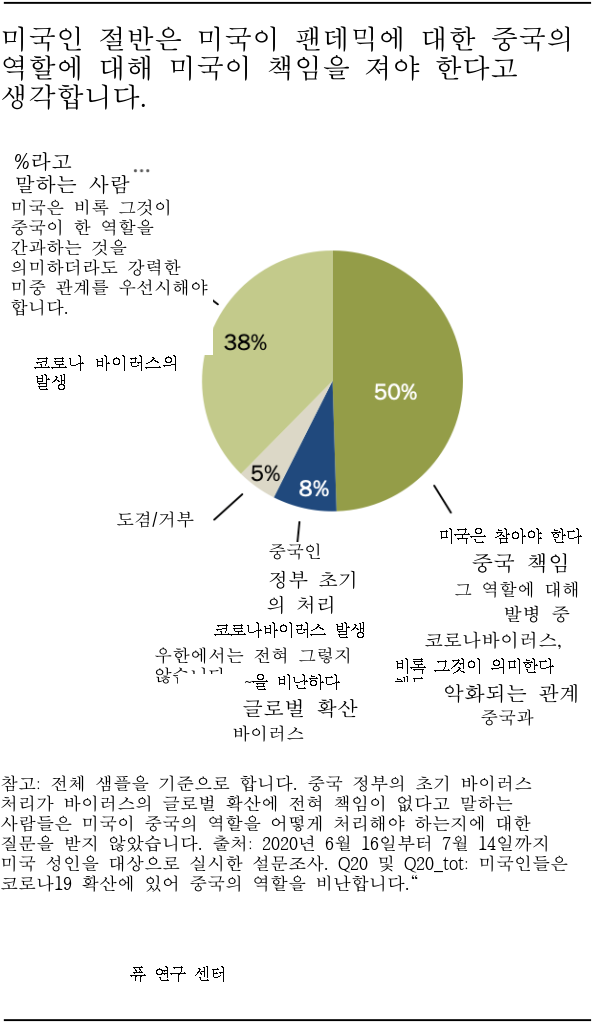 미국인 절반은 미국이 팬데믹에 대한 중국의
역할에 대해 미국이 책임을 져야 한다고
생각합니다.
%라고
말하는 사람 ...
미국은 비록 그것이
중국이 한 역할을
간과하는 것을
의미하더라도 강력한
미중 관계를 우선시해야
합니다.
코로나 바이러스의
발생
38%
50%
5%
8%
도겸/거부
중국인
정부 초기
의 처리
코로나바이러스 발생
우한에서는 전혀 그렇지
않습니다
~을 비난하다
글로벌 확산
바이러스
미국은 참아야 한다
중국 책임
그 역할에 대해
발병 중
코로나바이러스,
비록 그것이 의미한다
악화되는 관계
중국과
참고: 전체 샘플을 기준으로 합니다. 중국 정부의 초기 바이러스
처리가 바이러스의 글로벌 확산에 전혀 책임이 없다고 말하는
사람들은 미국이 중국의 역할을 어떻게 처리해야 하는지에 대한
질문을 받지 않았습니다. 출처: 2020년 6월 16일부터 7월 14일까지
미국 성인을 대상으로 실시한 설문조사. Q20 및 Q20_tot: 미국인들은
코로나19 확산에 있어 중국의 역할을 비난합니다.“
퓨 연구 센터